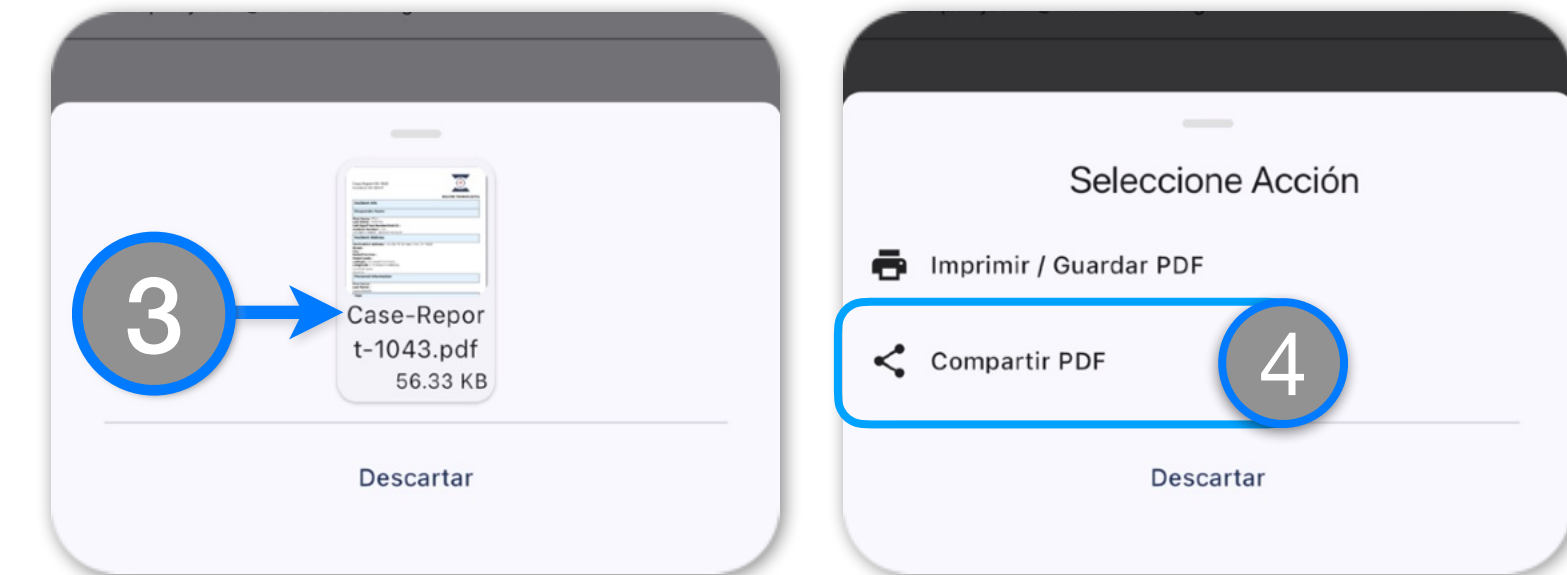 3
Case-Repor
t-1043.pdf
56.33 KB
Descartar
Seleccione Acción
Imprimir / Guardar PDF
Compartir PDF
4
Descartar